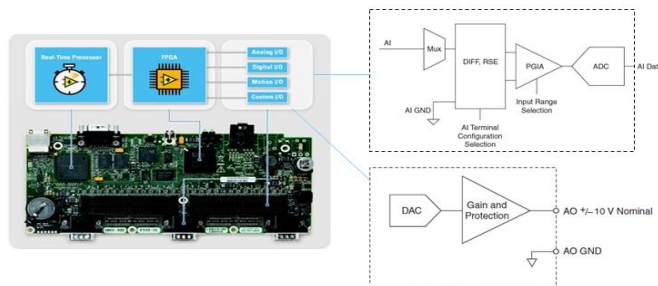 Real-Time Processor
FPGA
Analog I/O
Digital I/O
Motion I/O
Custom I/O
AI
Mux
DIFF, RSE
PGIA
ADC
AI Dat
AI GND
Input Range
Selection
AI Terminal
Configuration
Selection
DAC
Gain and
Protection
AO +/– 10 V Nominal
AO GND